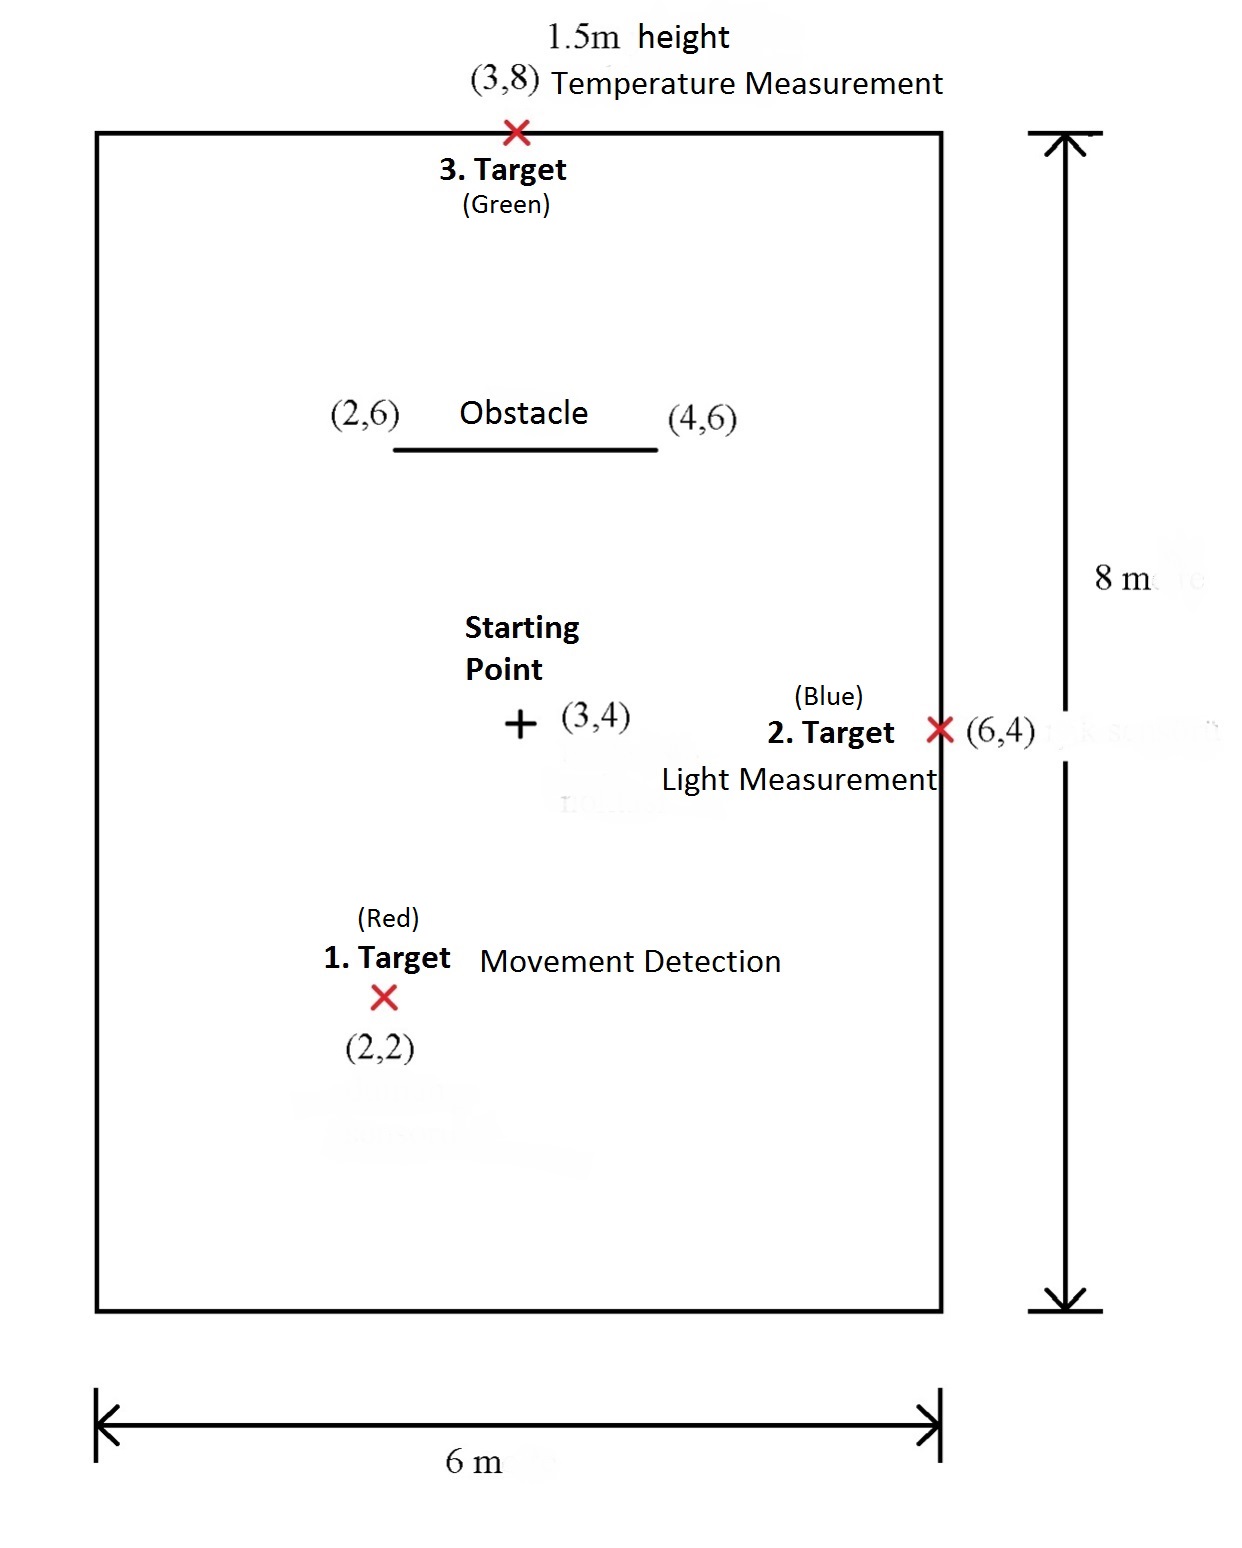 1.5m height
(3,8) Temperature Measurement
3. Target
(Green)
(2,6) Obstacle (4,6)
8 m
Starting
Point
(3,4)
(Blue)
2. Target (6,4)
Light Measurement
(Red)
1. Target Movement Detection
(2,2)
6 m